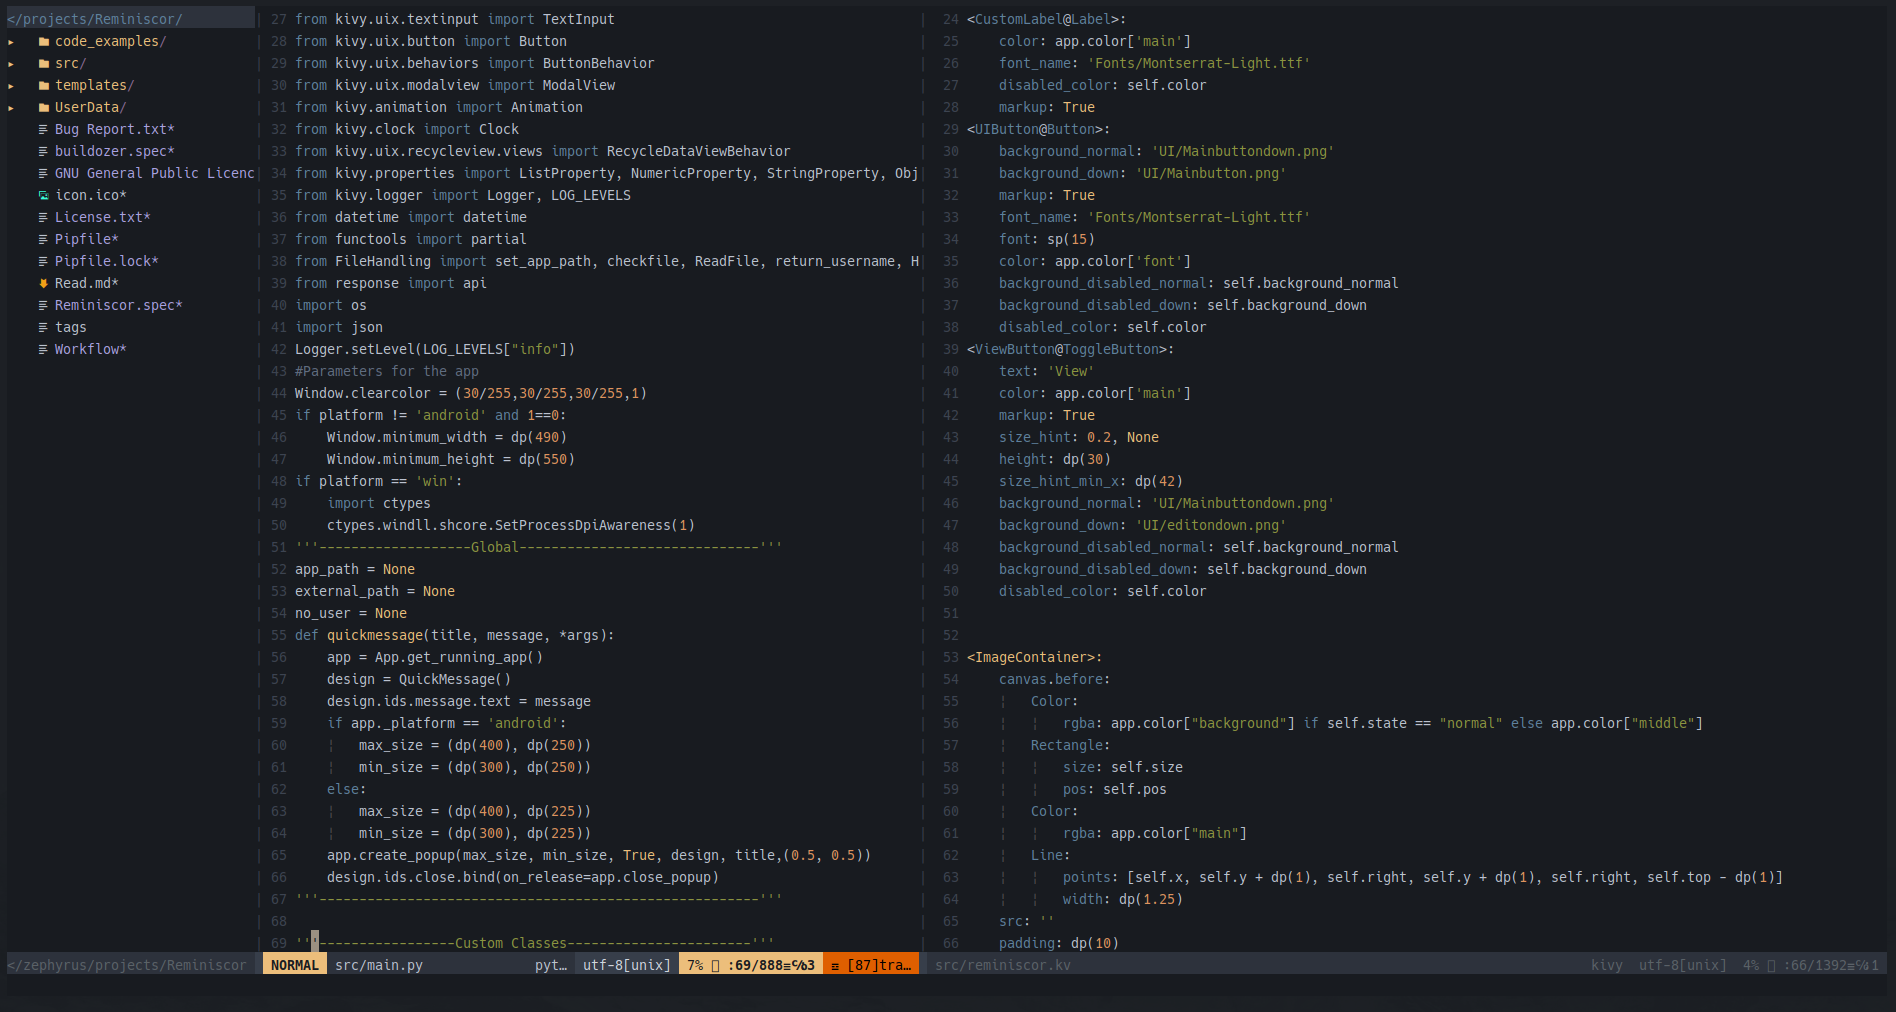 </projects/Reminiscor/
▸ code_examples/
▸ src/
▸ templates/
▸ UserData/
Bug Report.txt*
buildozer.spec*
GNU General Public Licenc
icon.ico*
License.txt*
Pipfile*
Pipfile.lock*
Read.md*
Reminiscor.spec*
tags
Workflow*
</zephyrus/projects/Reminiscor
27 from kivy.uix.textinput import TextInput
28 from kivy.uix.button import Button
29 from kivy.uix.behaviors import ButtonBehavior
30 from kivy.uix.modalview import ModalView
31 from kivy.animation import Animation
32 from kivy.clock import Clock
33 from kivy.uix.recycleview.views import RecycleDataViewBehavior
34 from kivy.properties import ListProperty, NumericProperty, StringProperty, Obj
35 from kivy.logger import Logger, LOG_LEVELS
36 from datetime import datetime
37 from functools import partial
38 from FileHandling import set_app_path, checkfile, ReadFile, return_username, H
39 from response import api
40 import os
41 import json
42 Logger.setLevel(LOG_LEVELS["info"])
43 #Parameters for the app
44 Window.clearcolor = (30/255,30/255,30/255,1)
45 if platform != 'android' and 1==0:
46     Window.minimum_width = dp(490)
47     Window.minimum_height = dp(550)
48 if platform == 'win':
49     import ctypes
50     ctypes.windll.shcore.SetProcessDpiAwareness(1)
51 '''-------------------Global------------------------------'''
52 app_path = None
53 external_path = None
54 no_user = None
55 def quickmessage(title, message, *args):
56     app = App.get_running_app()
57     design = QuickMessage()
58     design.ids.message.text = message
59     if app._platform == 'android':
60     ¦   max_size = (dp(400), dp(250))
61     ¦   min_size = (dp(300), dp(250))
62     else:
63     ¦   max_size = (dp(400), dp(225))
64     ¦   min_size = (dp(300), dp(225))
65     app.create_popup(max_size, min_size, True, design, title,(0.5, 0.5))
66     design.ids.close.bind(on_release=app.close_popup)
67 '''-------------------------------------------------------'''
68
69 '''-----------------Custom Classes-----------------------'''
NORMAL src/main.py pyt… utf-8[unix] 7% :69/888≡℅3 [87]tra…
24 <CustomLabel@Label>:
25     color: app.color['main']
26     font_name: 'Fonts/Montserrat-Light.ttf'
27     disabled_color: self.color
28     markup: True
29 <UIButton@Button>:
30     background_normal: 'UI/Mainbuttondown.png'
31     background_down: 'UI/Mainbutton.png'
32     markup: True
33     font_name: 'Fonts/Montserrat-Light.ttf'
34     font: sp(15)
35     color: app.color['font']
36     background_disabled_normal: self.background_normal
37     background_disabled_down: self.background_down
38     disabled_color: self.color
39 <ViewButton@ToggleButton>:
40     text: 'View'
41     color: app.color['main']
42     markup: True
43     size_hint: 0.2, None
44     height: dp(30)
45     size_hint_min_x: dp(42)
46     background_normal: 'UI/Mainbuttondown.png'
47     background_down: 'UI/editondown.png'
48     background_disabled_normal: self.background_normal
49     background_disabled_down: self.background_down
50     disabled_color: self.color
51
52
53 <ImageContainer>:
54     canvas.before:
55     ¦   Color:
56     ¦   ¦   rgba: app.color["background"] if self.state == "normal" else app.color["middle"]
57     ¦   Rectangle:
58     ¦   ¦   size: self.size
59     ¦   ¦   pos: self.pos
60     ¦   Color:
61     ¦   ¦   rgba: app.color["main"]
62     ¦   Line:
63     ¦   ¦   points: [self.x, self.y + dp(1), self.right, self.y + dp(1), self.right, self.top - dp(1)]
64     ¦   ¦   width: dp(1.25)
65     src: ''
66     padding: dp(10)
src/reminiscor.kv kivy utf-8[unix] 4% :66/1392≡℅1